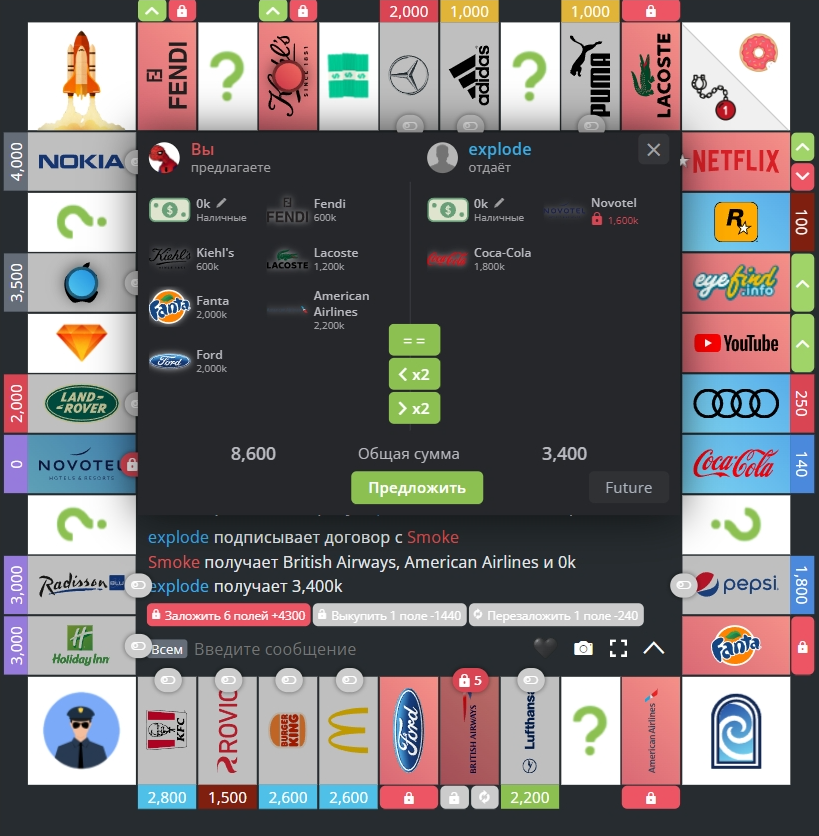 2,000
1,000
1,000
FENDI
?
Kiehl's
SINCE 1851
adidas
?
PUMA
LACOSTE
1
4,000
NOKIA
Вы
предлагаете
explode
отдаёт
NETFLIX
0k
Наличные
Fendi
600k
0k
Наличные
Novotel
1,600k
R
100
Kiehl's
600k
Lacoste
1,200k
Coca-Cola
1,800k
3,500
eyefind
.info
Fanta
2,000k
American
Airlines
2,200k
Ford
2,000k
==
< x2
> x2
YouTube
2,000
LAND-
ROVER
250
0
NOVOTEL
HOTELS & RESORTS
8,600
Общая сумма
3,400
Предложить
Future
Coca-Cola
140
?
?
explode подписывает договор с Smoke
Smoke получает British Airways, American Airlines и 0k
explode получает 3,400k
3,000
Radisson BLU
pepsi
1,800
Заложить 6 полей +4300
Выкупить 1 поле -1440
Перезаложить 1 поле -240
3,000
Holiday Inn
Всем
Введите сообщение
Fanta
KFC
ROVIO
BURGER
KING
Ford
5
BRITISH AIRWAYS
Lufthansa
?
American Airlines
2,800
1,500
2,600
2,600
2,200